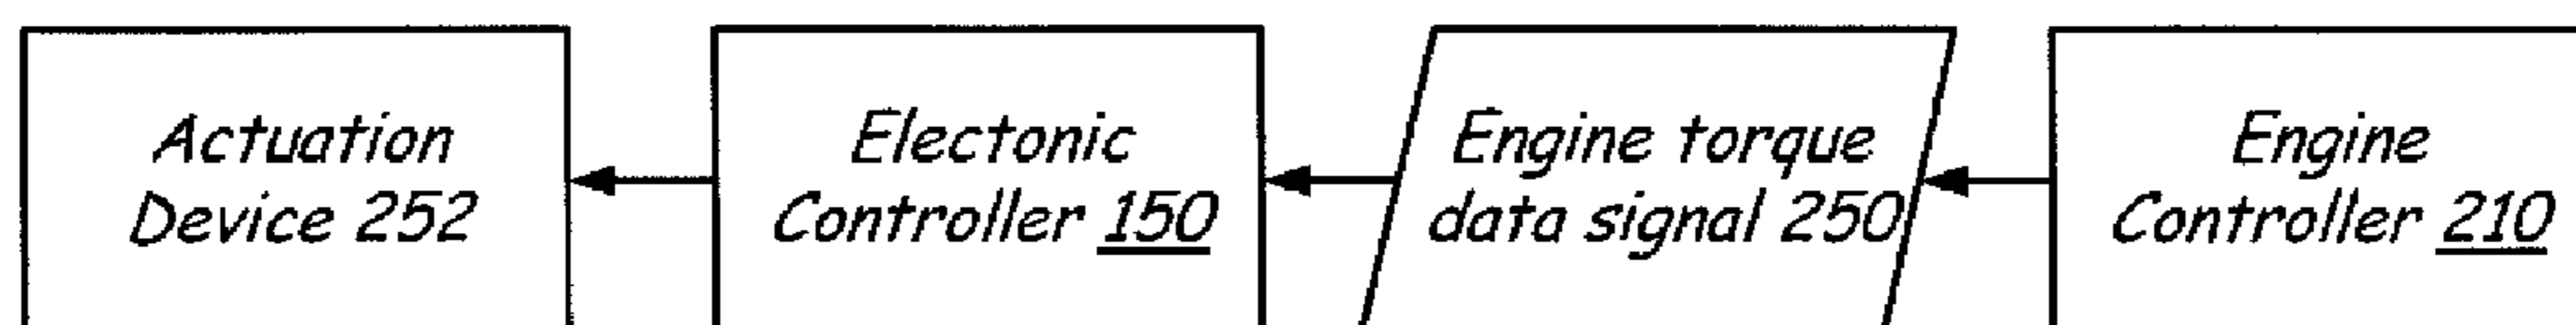 Actuation
Device 252
Electonic
Controller 150
Engine torque
data signal 250
Engine
Controller 210